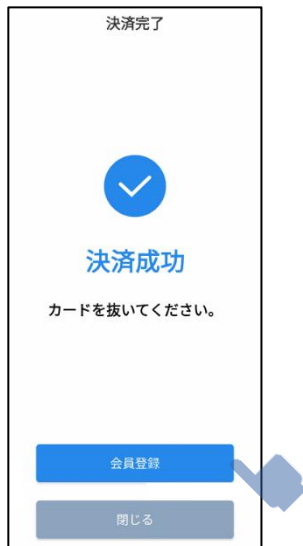 決済完了
決済成功
カードを抜いてください。
会員登録
閉じる